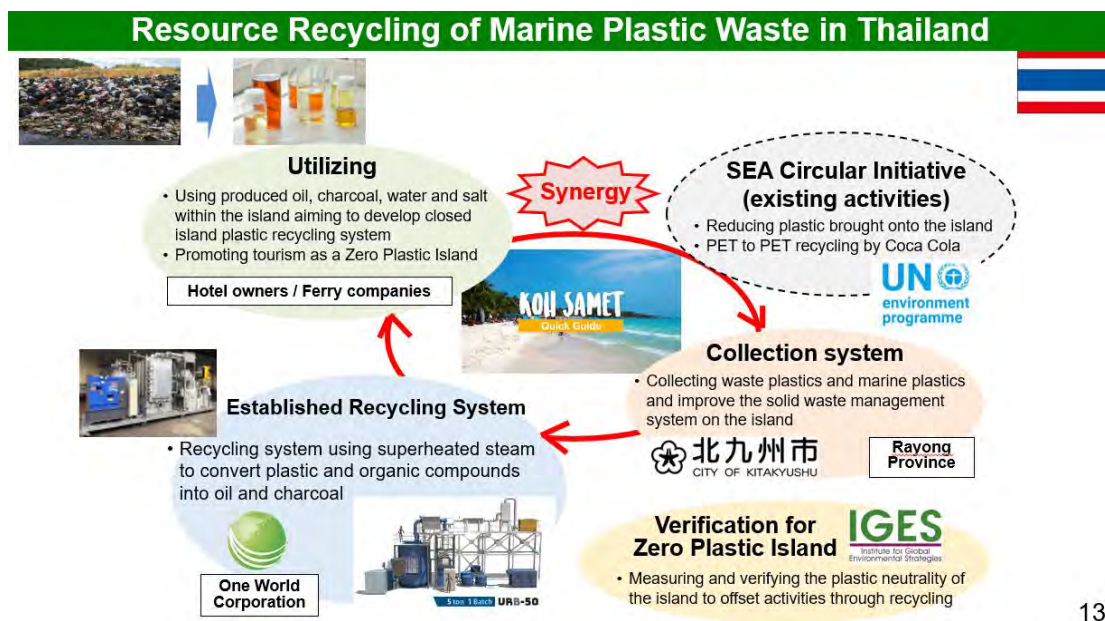 Resource Recycling of Marine Plastic Waste in Thailand
Utilizing
• Using produced oil, charcoal, water and salt
within the island aiming to develop closed
island plastic recycling system
• Promoting tourism as a Zero Plastic Island
Hotel owners / Ferry companies
Synergy
SEA Circular Initiative
(existing activities)
• Reducing plastic brought onto the island
• PET to PET recycling by Coca Cola
UN
environment
programme
KOH SAMET
Quick Guide
Collection system
• Collecting waste plastics and marine plastics
and improve the solid waste management
system on the island
北九州市
CITY OF KITAKYUSHU
Rayong
Province
Established Recycling System
• Recycling system using superheated steam
to convert plastic and organic compounds
into oil and charcoal
One World
Corporation
5 ton 1 Batch URB-50
Verification for
Zero Plastic Island
IGES
Institute for Global
Environmental Strategies
• Measuring and verifying the plastic neutrality of
the island to offset activities through recycling
13